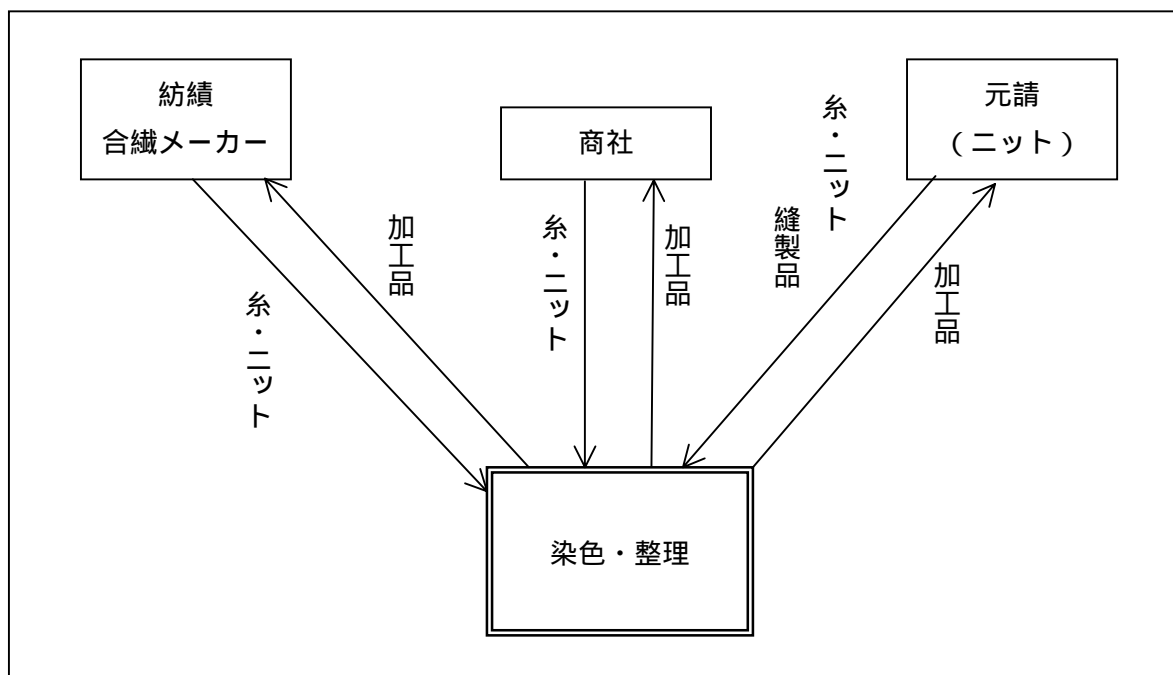 紡績
合繊メーカー
商社
元請
（ニット）
糸・ニット
加工品
糸・ニット
加工品
糸・ニット
縫製品
加工品
染色・整理